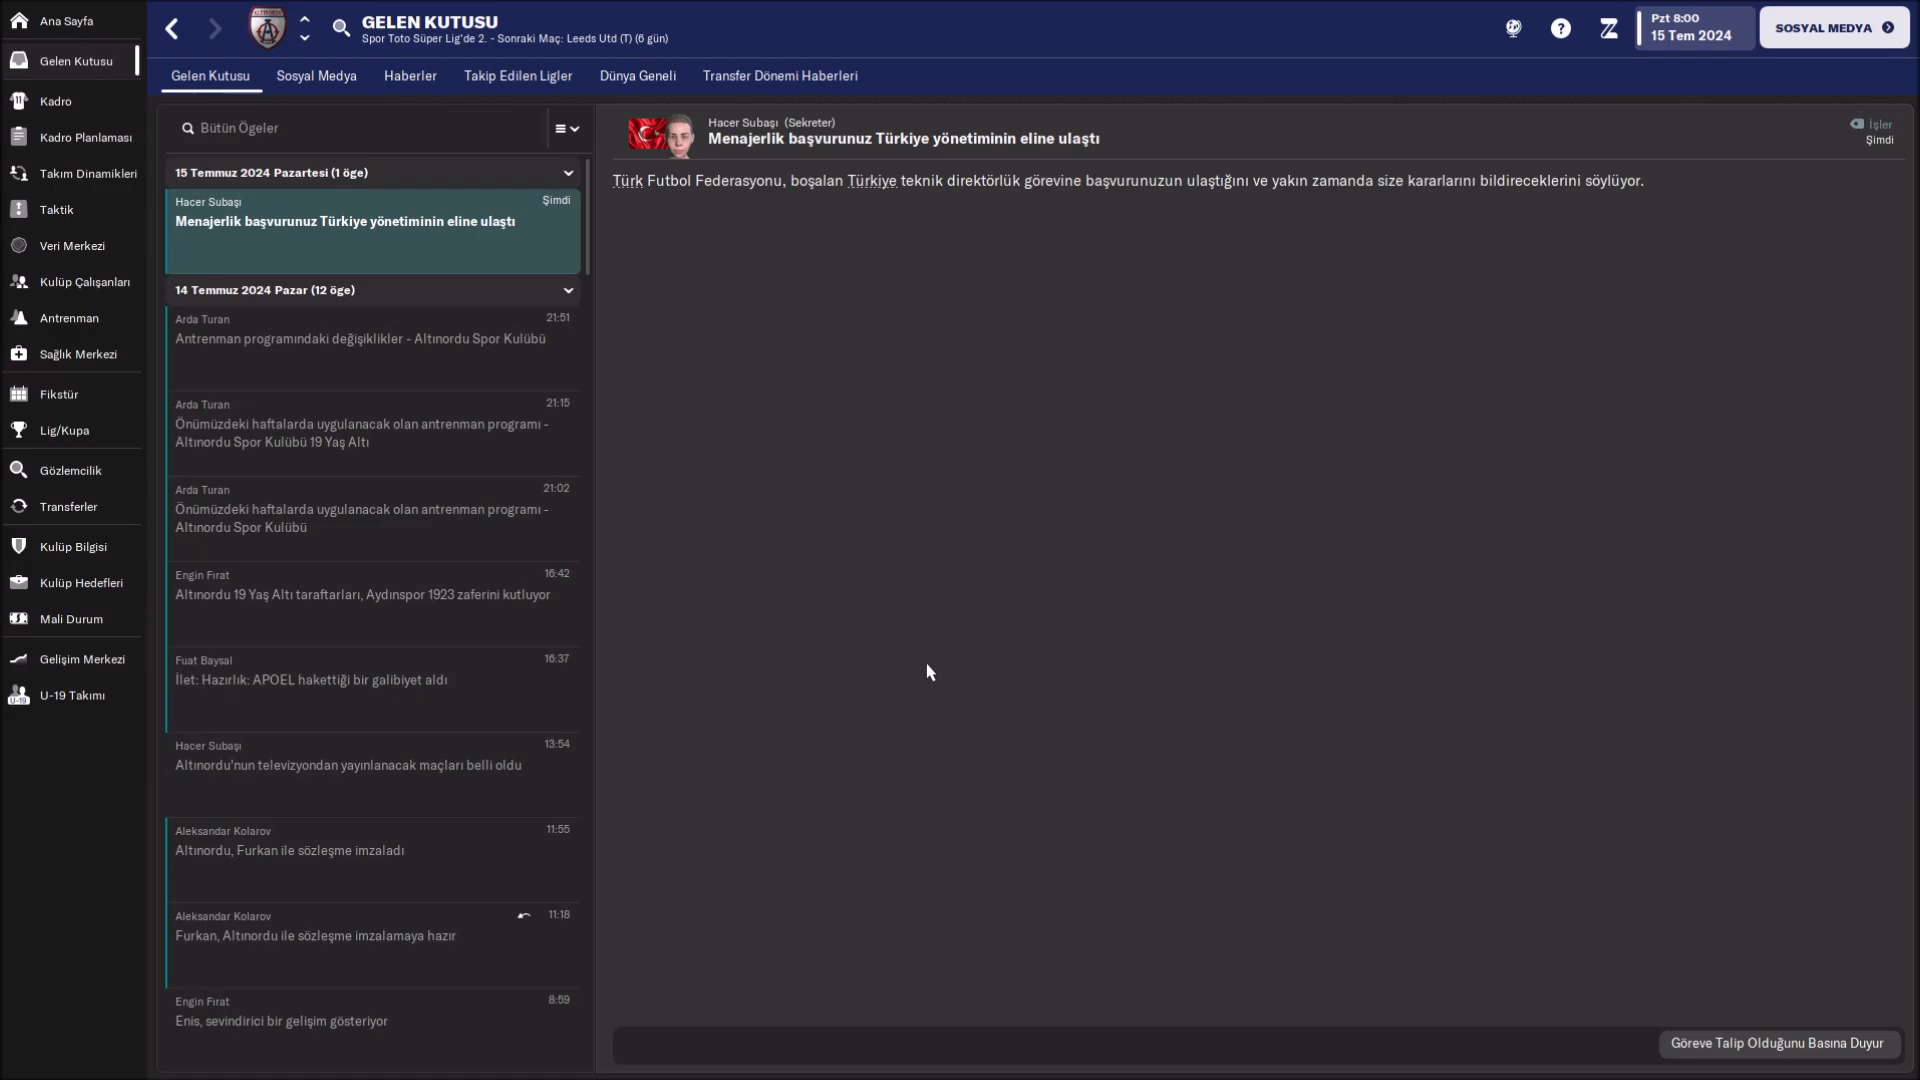 Ana Sayfa
Gelen Kutusu
Kadro
Kadro Planlaması
Takım Dinamikleri
Taktik
Veri Merkezi
Kulüp Çalışanları
Antrenman
Sağlık Merkezi
Fikstür
Lig/Kupa
Gözlemcilik
Transferler
Kulüp Bilgisi
Kulüp Hedefleri
Mali Durum
Gelişim Merkezi
U-19 Takımı
GELEN KUTUSU
Spor Toto Süper Lig'de 2. - Sonraki Maç: Leeds Utd (T) (6 gün)
Pzt 8:00
15 Tem 2024
SOSYAL MEDYA
Gelen Kutusu Sosyal Medya Haberler Takip Edilen Ligler Dünya Geneli Transfer Dönemi Haberleri
Bütün Ögeler
15 Temmuz 2024 Pazartesi (1 öge)
Hacer Subaşı Şimdi
Menajerlik başvurunuz Türkiye yönetiminin eline ulaştı
14 Temmuz 2024 Pazar (12 öge)
Arda Turan 21:51
Antrenman programındaki değişiklikler - Altınordu Spor Kulübü
Arda Turan 21:15
Önümüzdeki haftalarda uygulanacak olan antrenman programı -
Altınordu Spor Kulübü 19 Yaş Altı
Arda Turan 21:02
Önümüzdeki haftalarda uygulanacak olan antrenman programı -
Altınordu Spor Kulübü
Engin Fırat 16:42
Altınordu 19 Yaş Altı taraftarları, Aydınspor 1923 zaferini kutluyor
Fuat Baysal 16:37
İlet: Hazırlık: APOEL hakettiği bir galibiyet aldı
Hacer Subaşı 13:54
Altınordu'nun televizyondan yayınlanacak maçları belli oldu
Aleksandar Kolarov 11:55
Altınordu, Furkan ile sözleşme imzaladı
Aleksandar Kolarov 11:18
Furkan, Altınordu ile sözleşme imzalamaya hazır
Engin Fırat 8:59
Enis, sevindirici bir gelişim gösteriyor
Hacer Subaşı (Sekreter)
Menajerlik başvurunuz Türkiye yönetiminin eline ulaştı
İşler
Şimdi
Türk Futbol Federasyonu, boşalan Türkiye teknik direktörlük görevine başvurunuzun ulaştığını ve yakın zamanda size kararlarını bildireceklerini söylüyor.
Göreve Talip Olduğunu Basına Duyur